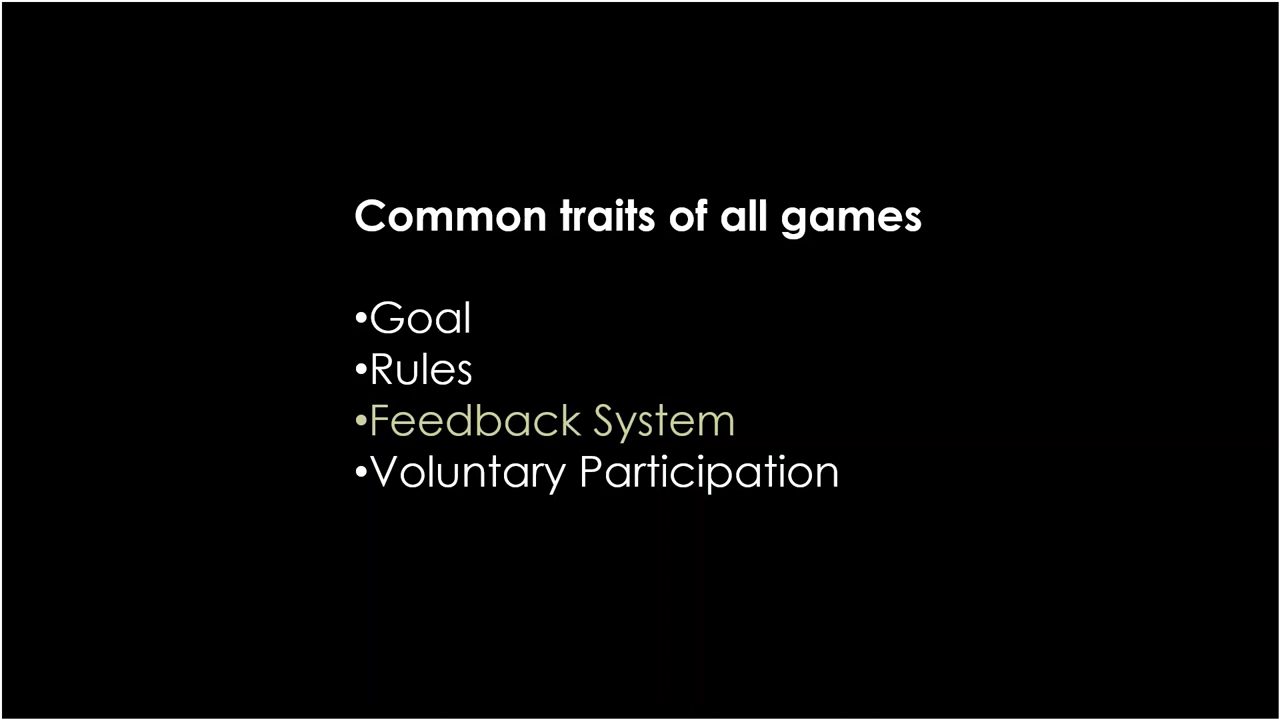 Common traits of all games
•Goal
•Rules
•Feedback System
•Voluntary Participation